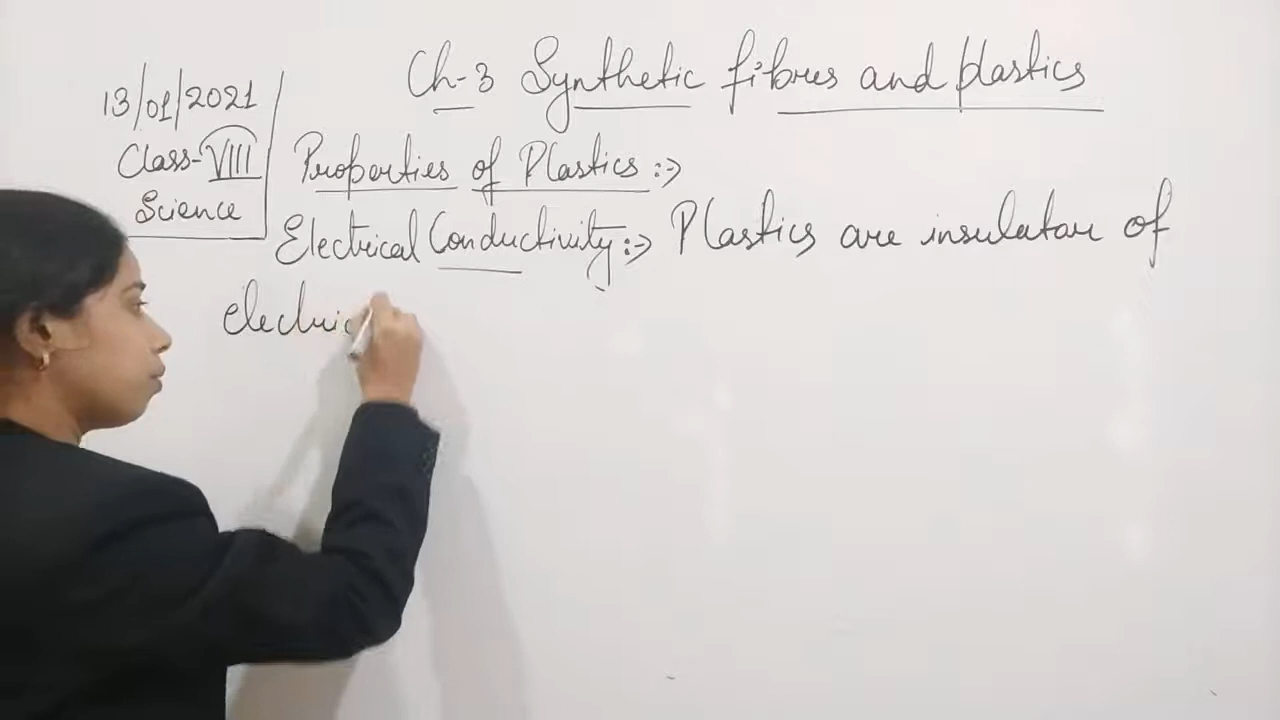 Ch-3 Synthetic fibres and plastics
13/01/2021
Class-VIII
Science
Properties of Plastics :->
Electrical Conductivity :-> Plastics are insulator of
electric